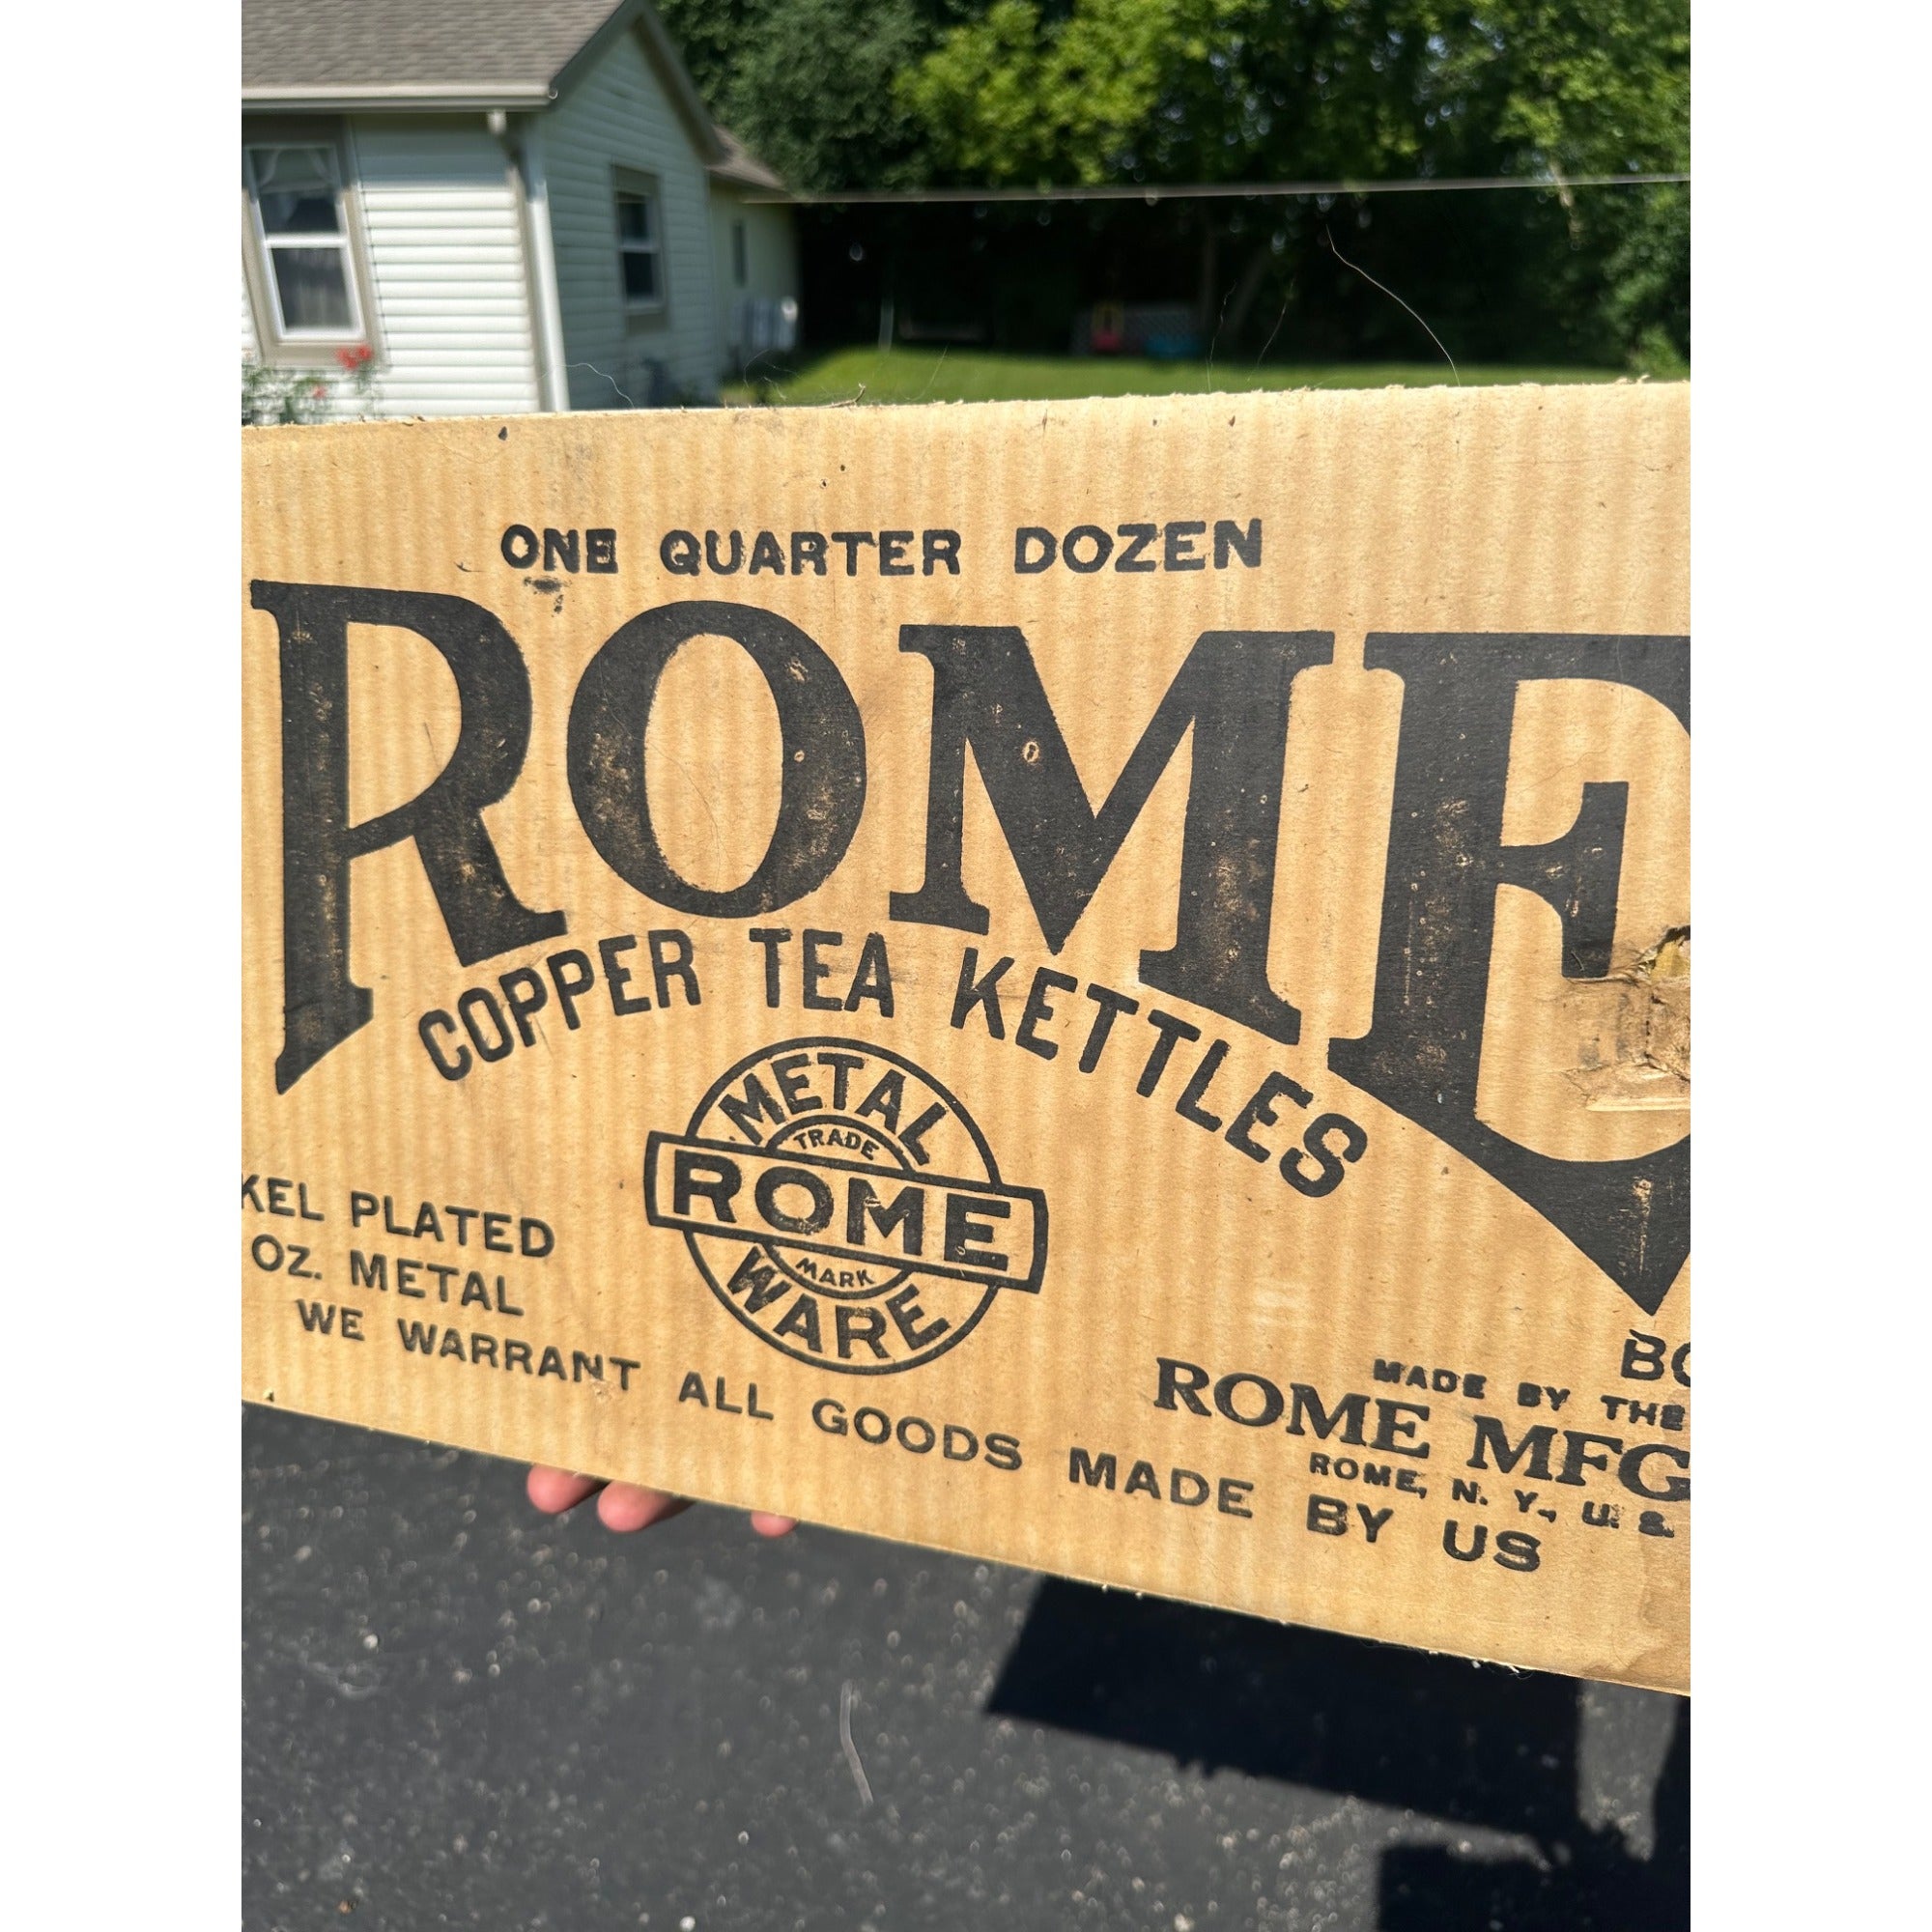 ONE QUARTER DOZEN
ROME
COPPER TEA KETTLES
METAL
TRADE
ROME
MARK
WARE
KEL PLATED
OZ. METAL
WE WARRANT ALL GOODS MADE BY US
BO
MADE BY THE
ROME MFG
ROME, N. Y., U. S.